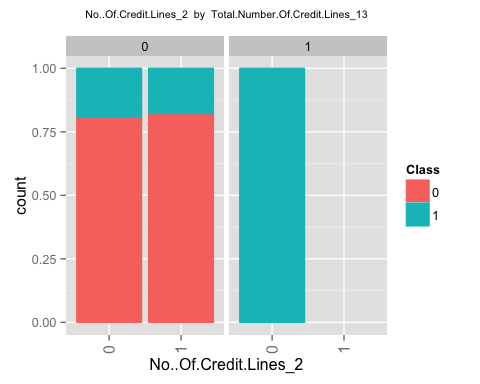 No..Of.Credit.Lines_2 by Total.Number.Of.Credit.Lines_13
0 1
1.00
0.75
0.50
0.25
0.00
count
0 1 0 1
No..Of.Credit.Lines_2
Class
0
1